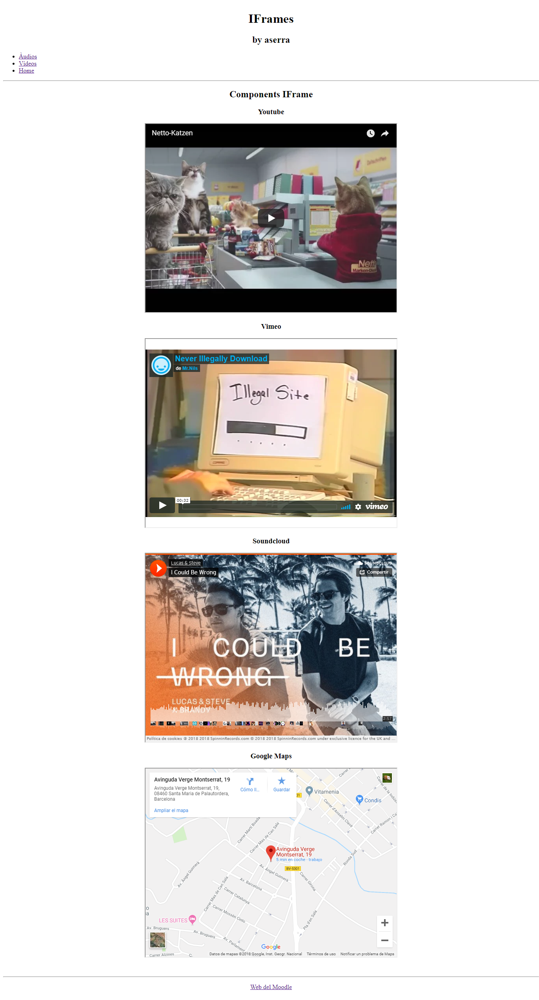 IFrames
by aserra
Àudios
Vídeos
Home
Components IFrame
Youtube
Netto-Katzen
Netto
Marken-Disc
Vimeo
Never Illegally Download
de Mr.Nils
Illegal Site
00:32
vimeo
Soundcloud
Lucas & Steve
I Could Be Wrong
SOUNDCLOUD
Compartir
I COULD BE
WRONG
LUCAS & STEVE
X BRANDY
2:57
Política de cookies © 2018 2018 SpinninRecords.com © 2018 2018 SpinninRecords.com under exclusive licence for the UK and ...
Google Maps
Avinguda Verge Montserrat, 19
Avinguda Verge Montserrat, 19,
08460 Santa Maria de Palautordera,
Barcelona
Ampliar el mapa
Cómo ll...
Guardar
Vitamenia
Condis
Carrer d'Anselm Clavé
Carrer de la Indús
Carrer Ramon i Ca
Carrer Martí Boada
Carrer Mas de Can Sala
Avinguda Verge
Montserrat, 19
5 min en coche - trabajo
BV-5301
Ronda Sud
Av. Àngel Guimerà
Av. Àngel Guimerà
Carrer Girona
Av. Barcelona
Carrer Mas de Can Sala
Carrer Catalunya
Carrer Mossèn Cinto
Pla d'en Sala
LES SUITES
Av. Bruguers
Av. Bruguers
Av. Parlament
Carrer Alzines
Google
Datos de mapas ©2018 Google, Inst. Geogr. Nacional
Términos de uso
Notificar un problema de Maps
Web del Moodle